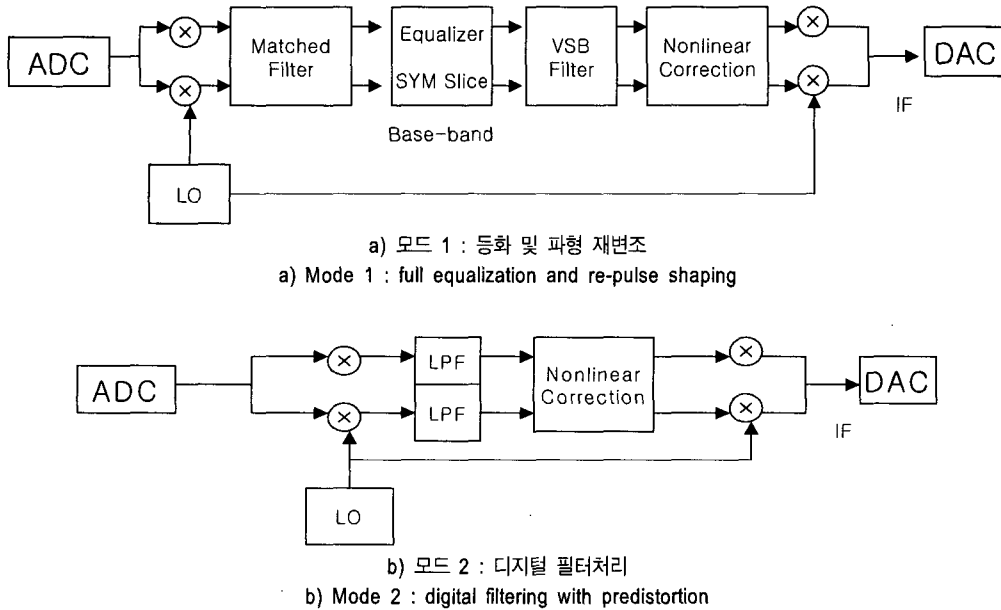 ADC
Matched
Filter
Equalizer
SYM Slice
VSB
Filter
Nonlinear
Correction
DAC
IF
Base-band
LO
a) 모드 1 : 등화 및 파형 재변조
a) Mode 1 : full equalization and re-pulse shaping
ADC
LPF
LPF
Nonlinear
Correction
DAC
IF
LO
b) 모드 2 : 디지털 필터처리
b) Mode 2 : digital filtering with predistortion